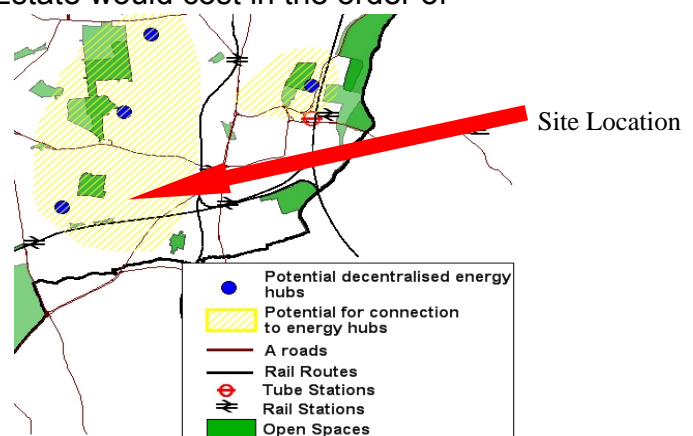 Estate would cost in the order of
Site Location
Potential decentralised energy
hubs
Potential for connection
to energy hubs
A roads
Rail Routes
Tube Stations
Rail Stations
Open Spaces